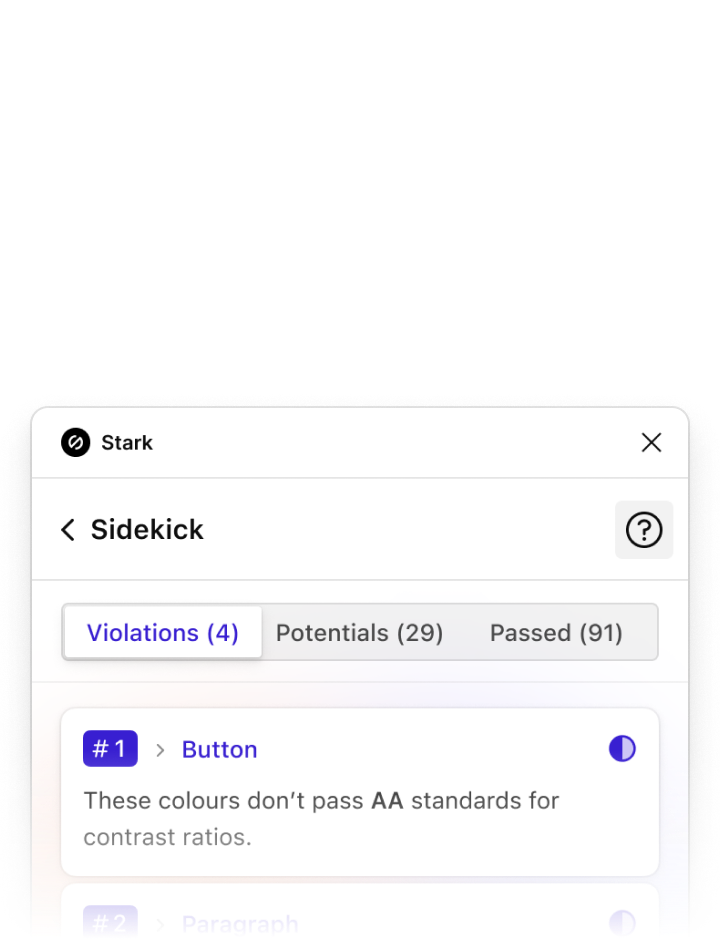 Stark
Sidekick
Violations (4) Potentials (29) Passed (91)
#1 > Button
These colours don’t pass AA standards for
contrast ratios.
#2 > Paragraph